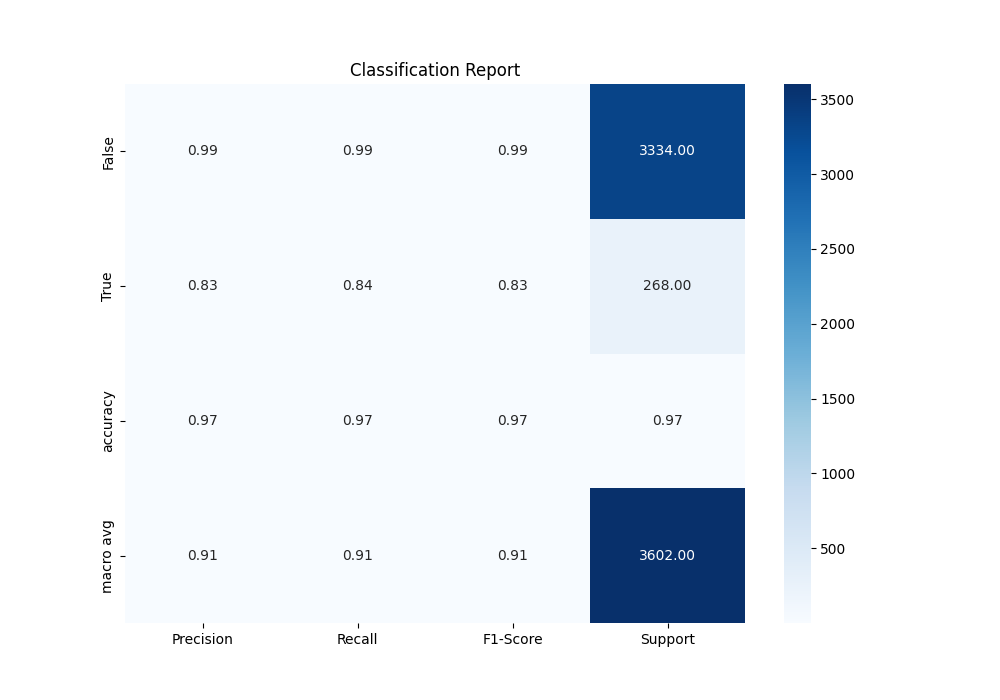 Classification Report
False 0.99 0.99 0.99 3334.00
True 0.83 0.84 0.83 268.00
accuracy 0.97 0.97 0.97 0.97
macro avg 0.91 0.91 0.91 3602.00
Precision Recall F1-Score Support
3500
3000
2500
2000
1500
1000
500